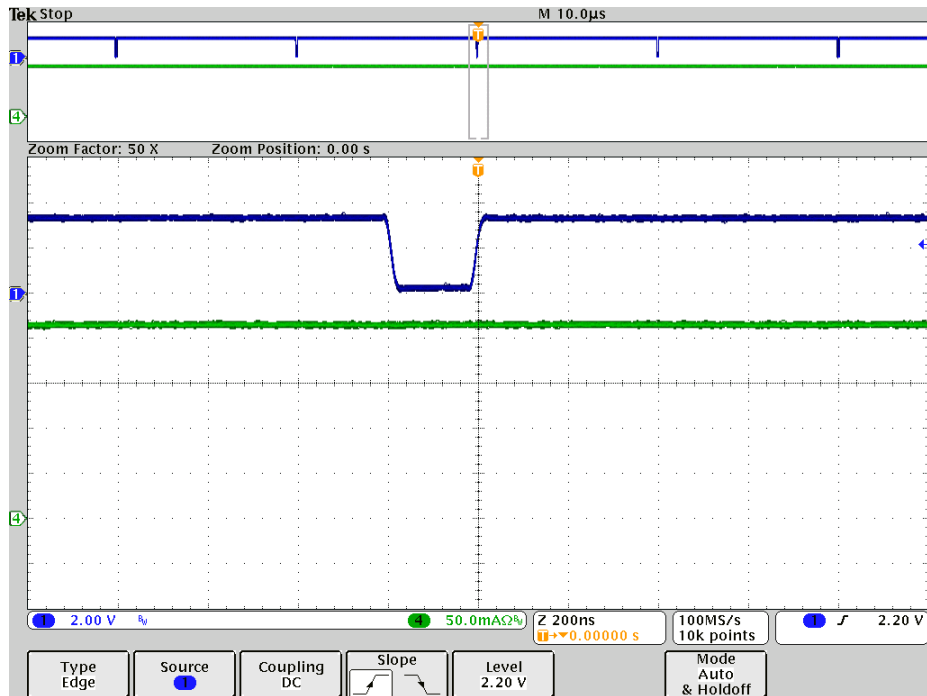 Tek Stop M 10.0µs
T
1
4
Zoom Factor: 50 X Zoom Position: 0.00 s
T
1
4
1 2.00 V BW 4 50.0mAΩBW Z 200ns 100MS/s 1 2.20 V
T→▼0.00000 s 10k points
Type Source Coupling Slope Level Mode
Edge 1 DC 2.20 V Auto
& Holdoff